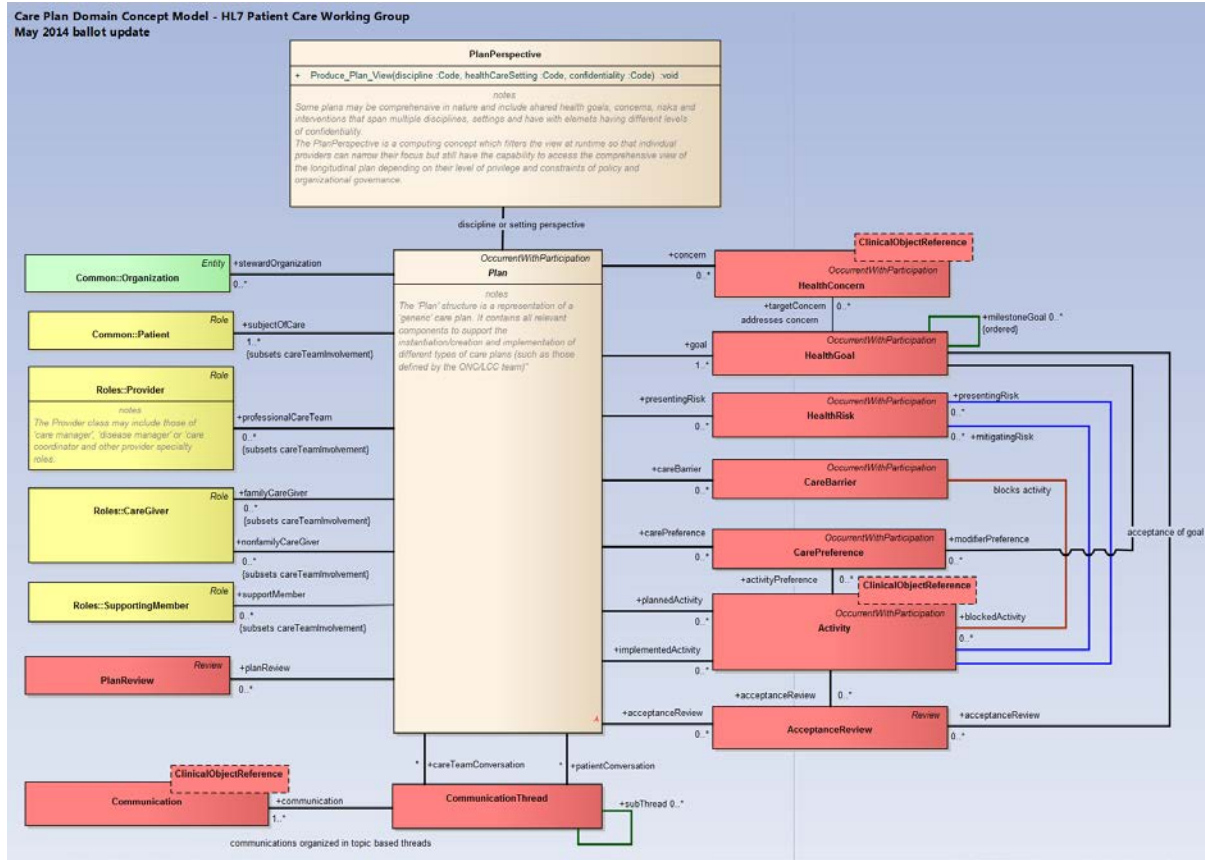 Care Plan Domain Concept Model - HL7 Patient Care Working Group
May 2014 ballot update
PlanPerspective
+ Produce_Plan_View(discipline :Code, healthCareSetting :Code, confidentiality :Code) :void
notes
Some plans may be comprehensive in nature and include shared health goals, concerns, risks and
interventions that span multiple disciplines, settings and have with elemets having different levels
of confidentiality.
The PlanPerspective is a computing concept which filters the view at runtime so that individual
providers can narrow their focus but still have the capability to access the comprehensive view of
the longitudinal plan depending on their level of privilege and constraints of policy and
organizational governance.
discipline or setting perspective
Entity
Common::Organization
+stewardOrganization
0..*
Role
Common::Patient
+subjectOfCare
1..*
{subsets careTeamInvolvement}
Role
Roles::Provider
notes
The Provider class may include those of
'care manager', 'disease manager' or 'care
coordinator and other provider specialty
roles.
+professionalCareTeam
0..*
{subsets careTeamInvolvement}
Role
Roles::CareGiver
+familyCareGiver
0..*
{subsets careTeamInvolvement}
+nonfamilyCareGiver
0..*
{subsets careTeamInvolvement}
Role
Roles::SupportingMember
+supportMember
0..*
{subsets careTeamInvolvement}
Review
PlanReview
+planReview
0..*
OccurrentWithParticipation
Plan
notes
The 'Plan' structure is a representation of a
'generic' care plan. It contains all relevant
components to support the
instantiation/creation and implementation of
different types of care plans (such as those
defined by the ONC/LCC team)"
A
+concern
0..*
ClinicalObjectReference
OccurrentWithParticipation
HealthConcern
+targetConcern 0..*
addresses concern
+goal
1..*
OccurrentWithParticipation
HealthGoal
+milestoneGoal 0..*
{ordered}
+presentingRisk
0..*
OccurrentWithParticipation
HealthRisk
+presentingRisk
0..*
0..* +mitigatingRisk
+careBarrier
0..*
OccurrentWithParticipation
CareBarrier
blocks activity
acceptance of goal
+carePreference
0..*
OccurrentWithParticipation
CarePreference
+modifierPreference
0..*
+activityPreference 0..*
ClinicalObjectReference
+plannedActivity
0..*
OccurrentWithParticipation
Activity
+blockedActivity
0..*
+implementedActivity
0..*
+acceptanceReview 0..*
+acceptanceReview
0..*
Review
AcceptanceReview
+acceptanceReview
0..*
* +careTeamConversation
* +patientConversation
ClinicalObjectReference
Communication
+communication
1..*
CommunicationThread
+subThread 0..*
communications organized in topic based threads